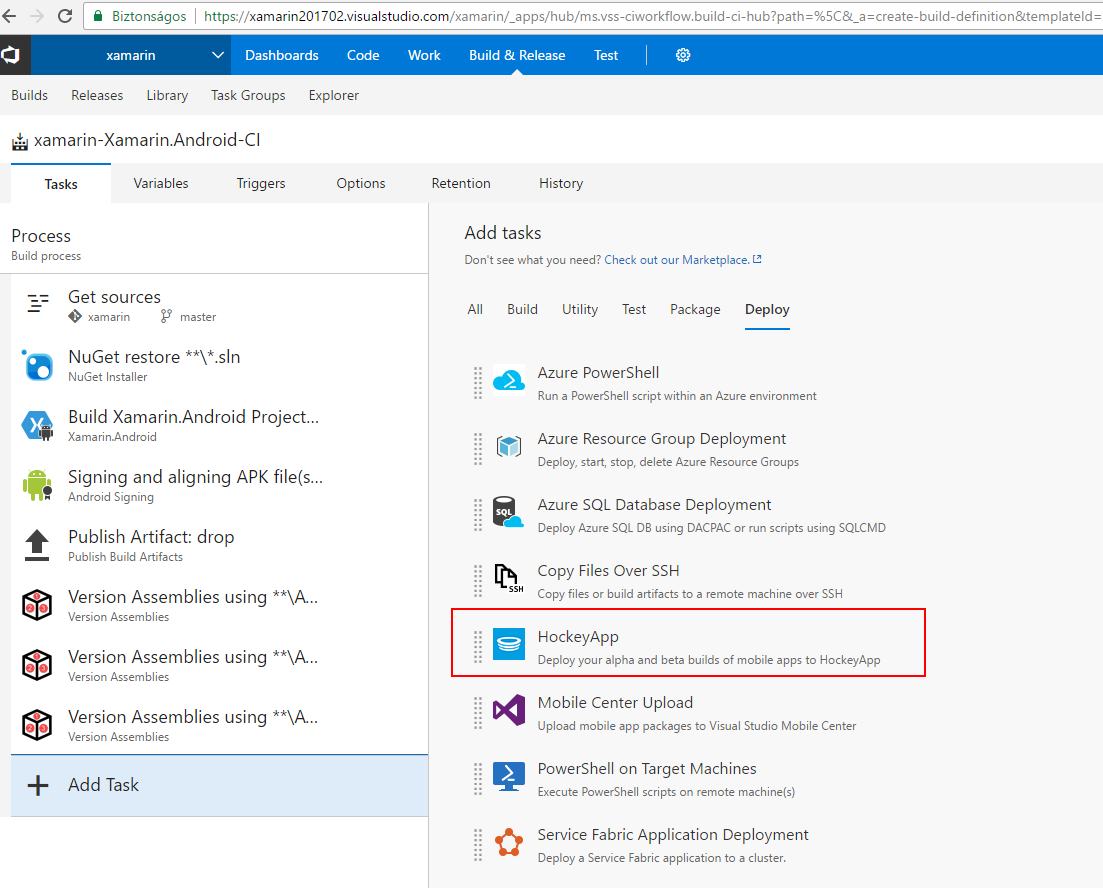 Biztonságos https://xamarin201702.visualstudio.com/xamarin/_apps/hub/ms.vss-ciworkflow.build-ci-hub?path=%5C&_a=create-build-definition&templateId=
xamarin Dashboards Code Work Build & Release Test
Builds Releases Library Task Groups Explorer
xamarin-Xamarin.Android-CI
Tasks Variables Triggers Options Retention History
Process
Build process
Get sources
xamarin master
NuGet restore **\*.sln
NuGet Installer
Build Xamarin.Android Project...
Xamarin.Android
Signing and aligning APK file(s...
Android Signing
Publish Artifact: drop
Publish Build Artifacts
Version Assemblies using **\A...
Version Assemblies
Version Assemblies using **\A...
Version Assemblies
Version Assemblies using **\A...
Version Assemblies
Add Task
Add tasks
Don't see what you need? Check out our Marketplace.
All Build Utility Test Package Deploy
Azure PowerShell
Run a PowerShell script within an Azure environment
Azure Resource Group Deployment
Deploy, start, stop, delete Azure Resource Groups
SQL
Azure SQL Database Deployment
Deploy Azure SQL DB using DACPAC or run scripts using SQLCMD
SSH
Copy Files Over SSH
Copy files or build artifacts to a remote machine over SSH
HockeyApp
Deploy your alpha and beta builds of mobile apps to HockeyApp
Mobile Center Upload
Upload mobile app packages to Visual Studio Mobile Center
PowerShell on Target Machines
Execute PowerShell scripts on remote machine(s)
Service Fabric Application Deployment
Deploy a Service Fabric application to a cluster.